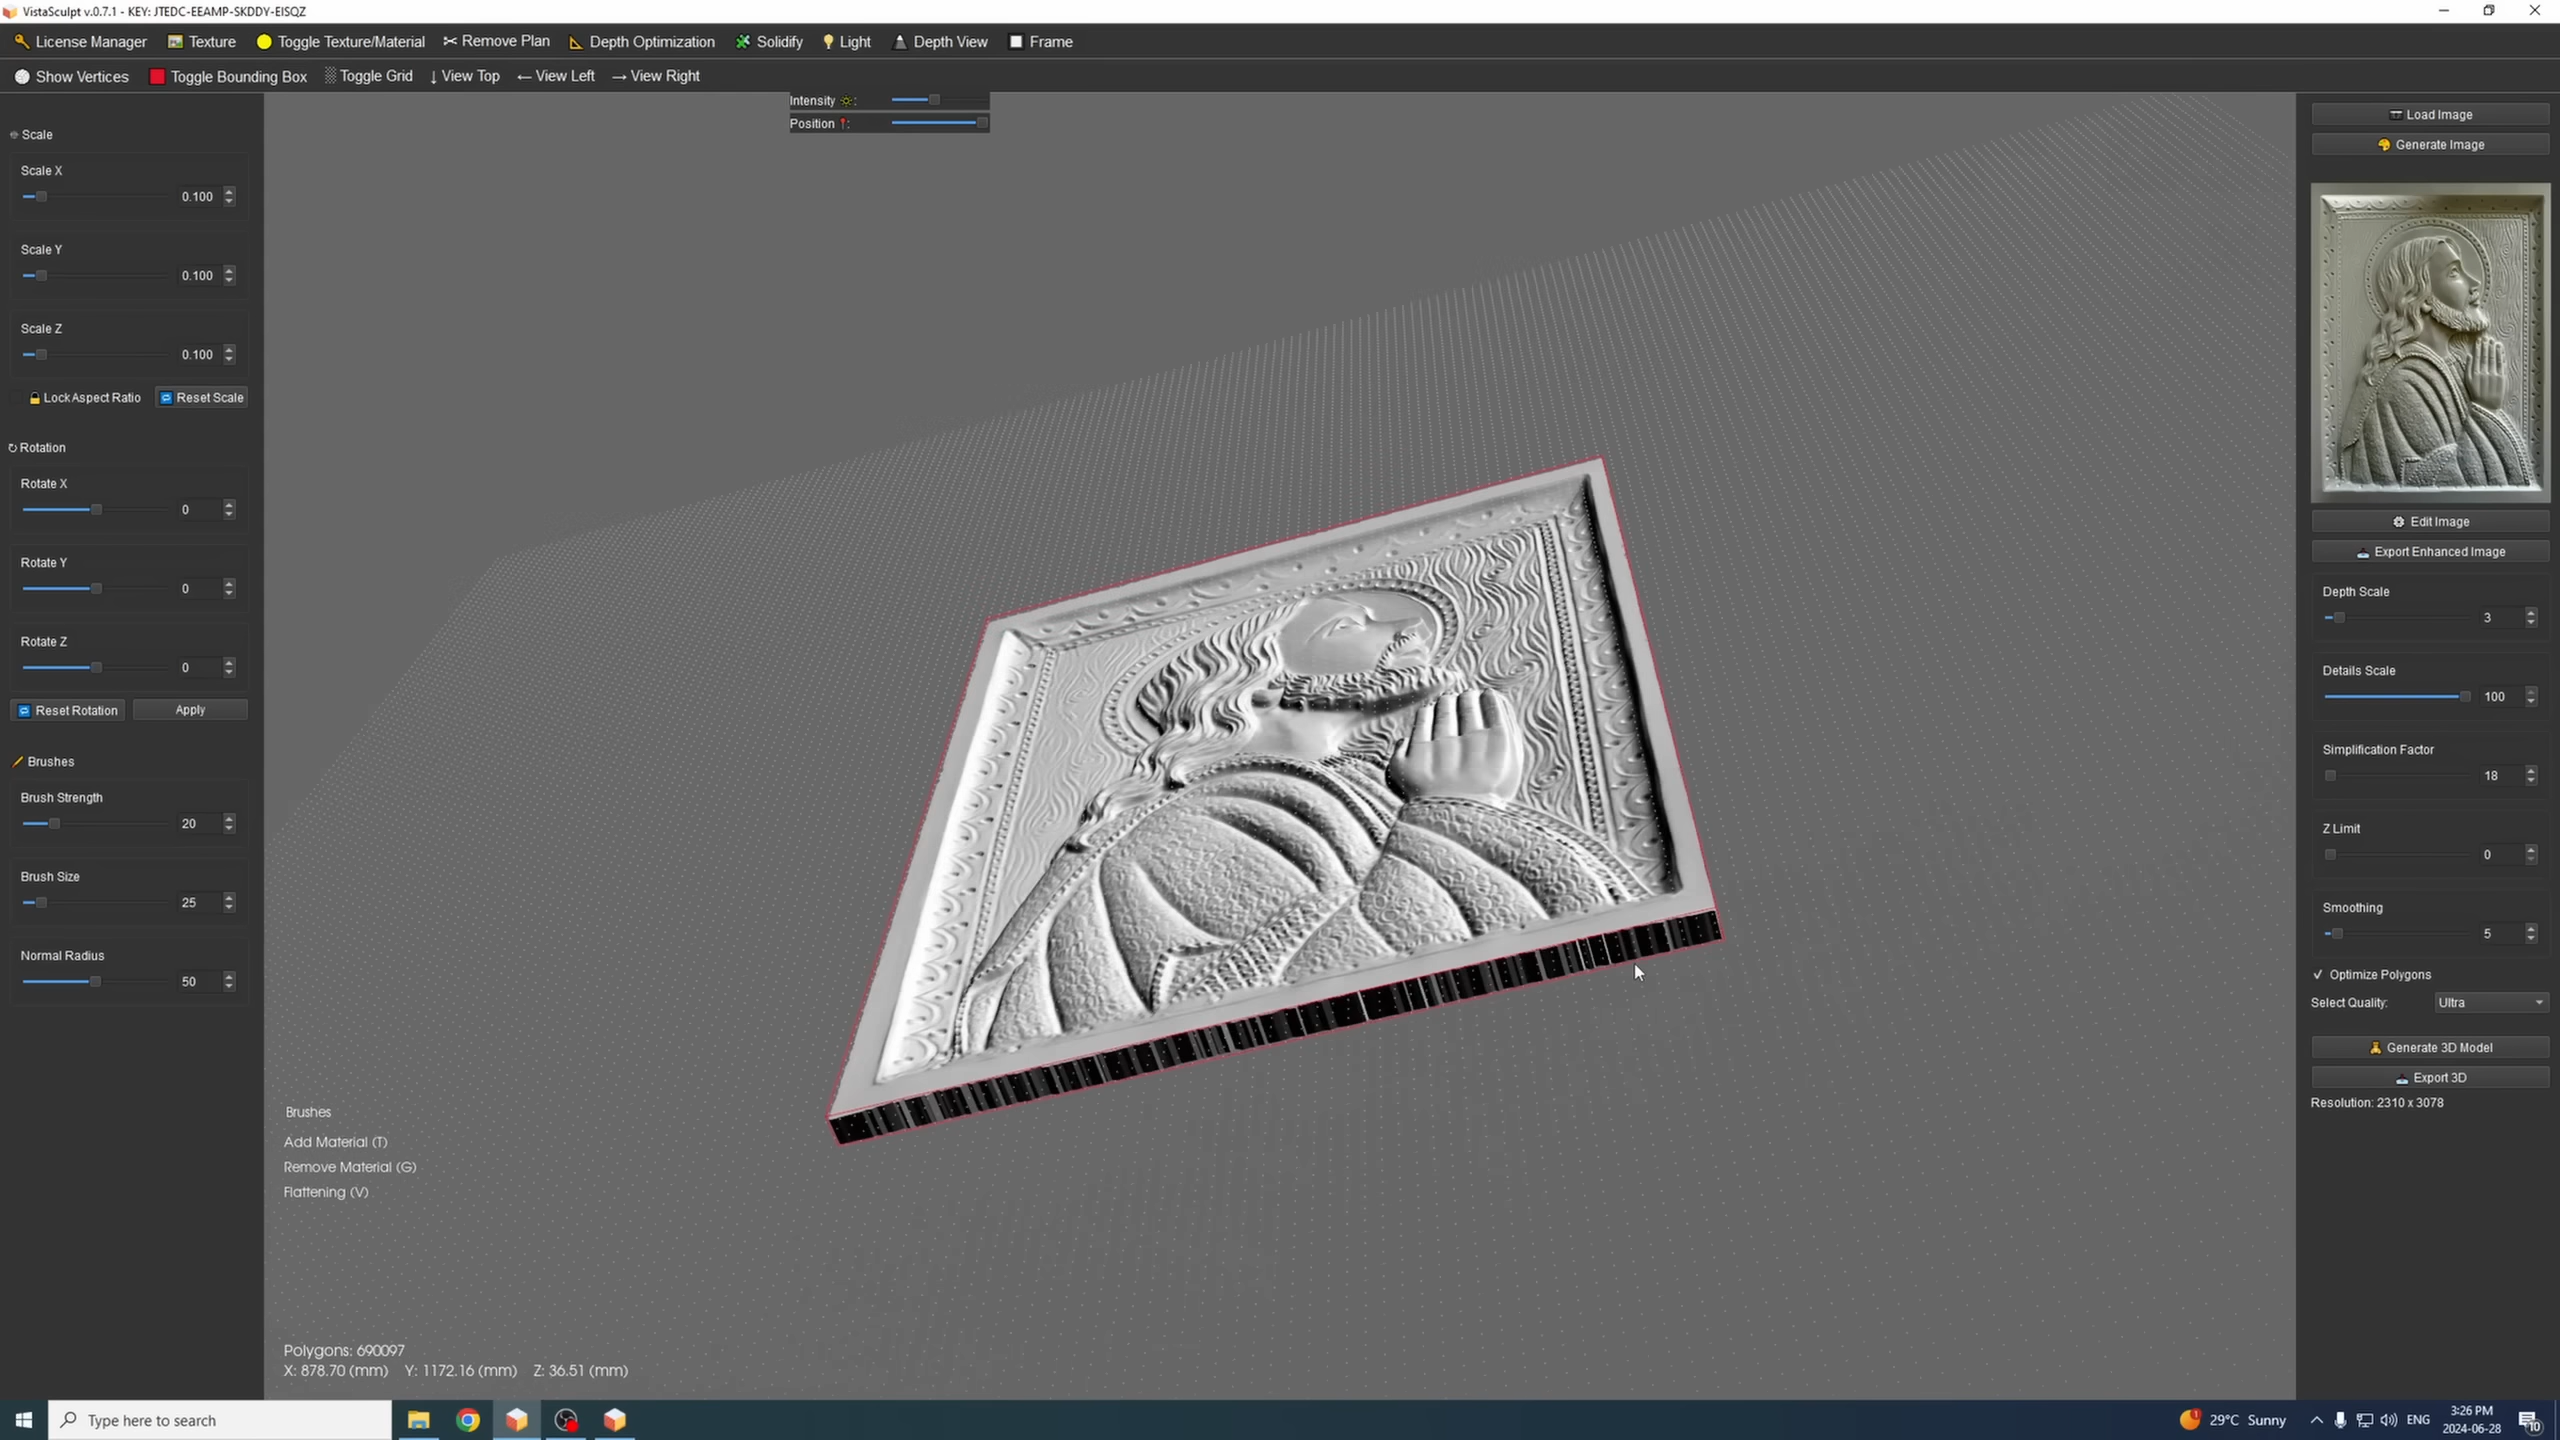 VistaSculpt v.0.7.1 - KEY: JTEDC-EEAMP-SKDDY-EISQZ
License Manager Texture Toggle Texture/Material Remove Plan Depth Optimization Solidify Light Depth View Frame
Show Vertices Toggle Bounding Box Toggle Grid ↓ View Top ← View Left → View Right
Intensity :
Position :
Scale
Scale X
0.100
Scale Y
0.100
Scale Z
0.100
Lock Aspect Ratio Reset Scale
Rotation
Rotate X
0
Rotate Y
0
Rotate Z
0
Reset Rotation Apply
Brushes
Brush Strength
20
Brush Size
25
Normal Radius
50
Brushes
Add Material (T)
Remove Material (G)
Flattening (V)
Polygons: 690097
X: 878.70 (mm) Y: 1172.16 (mm) Z: 36.51 (mm)
Load Image
Generate Image
Edit Image
Export Enhanced Image
Depth Scale
3
Details Scale
100
Simplification Factor
18
Z Limit
0
Smoothing
5
✓ Optimize Polygons
Select Quality: Ultra
Generate 3D Model
Export 3D
Resolution: 2310 x 3078
Type here to search
1 29°C Sunny ENG 3:26 PM
2024-06-28 10